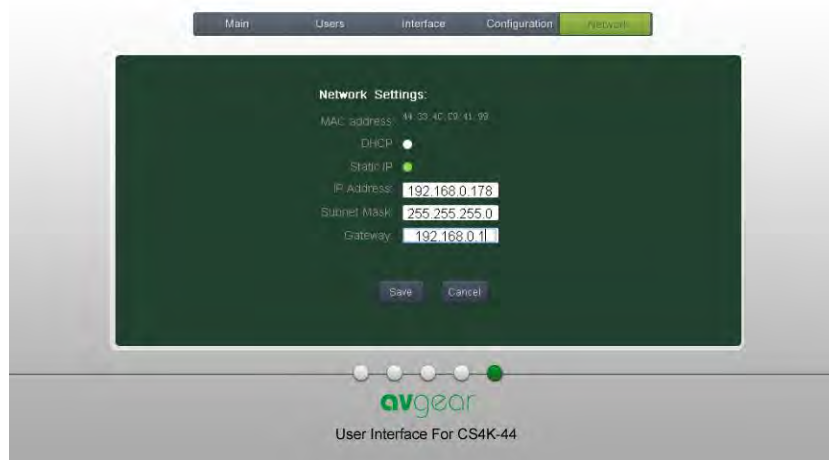 Main Users Interface Configuration Network
Network Settings:
MAC address:
DHCP
Static IP
IP Address: 192.168.0.178
Subnet Mask: 255.255.255.0
Gateway: 192.168.0.1
Save Cancel
avgear
User Interface For CS4K-44